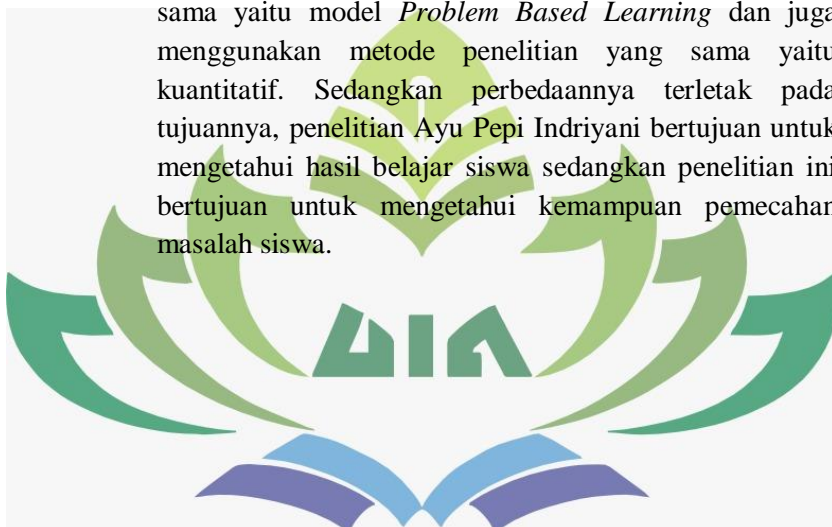 sama yaitu model Problem Based Learning dan juga
menggunakan metode penelitian yang sama yaitu
kuantitatif. Sedangkan perbedaannya terletak pada
tujuannya, penelitian Ayu Pepi Indriyani bertujuan untuk
mengetahui hasil belajar siswa sedangkan penelitian ini
bertujuan untuk mengetahui kemampuan pemecahan
masalah siswa.
UIN